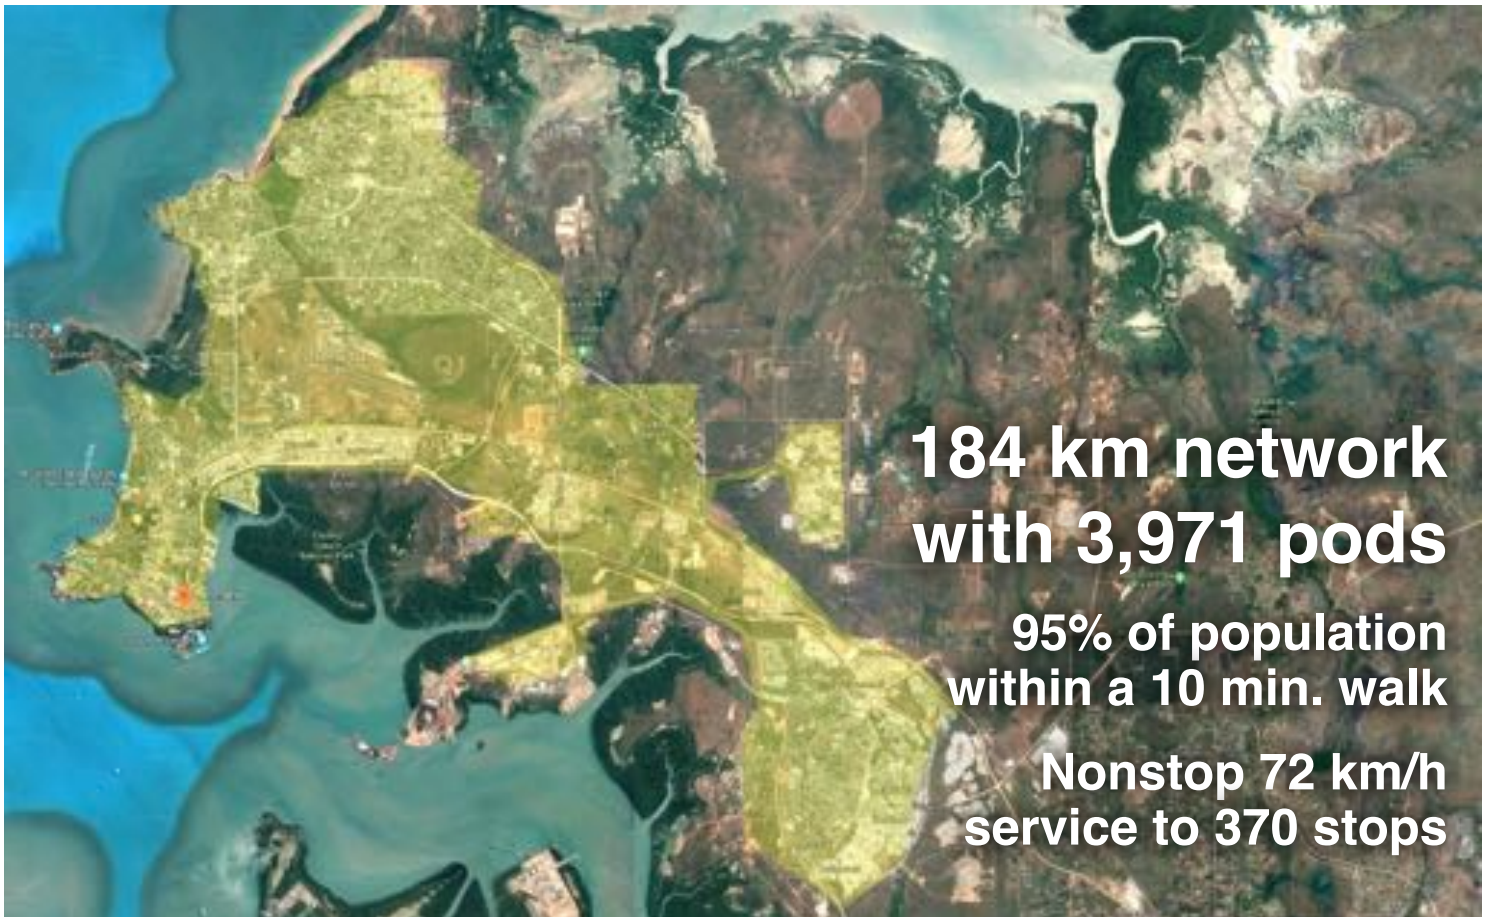 184 km network
with 3,971 pods
95% of population
within a 10 min. walk
Nonstop 72 km/h
service to 370 stops